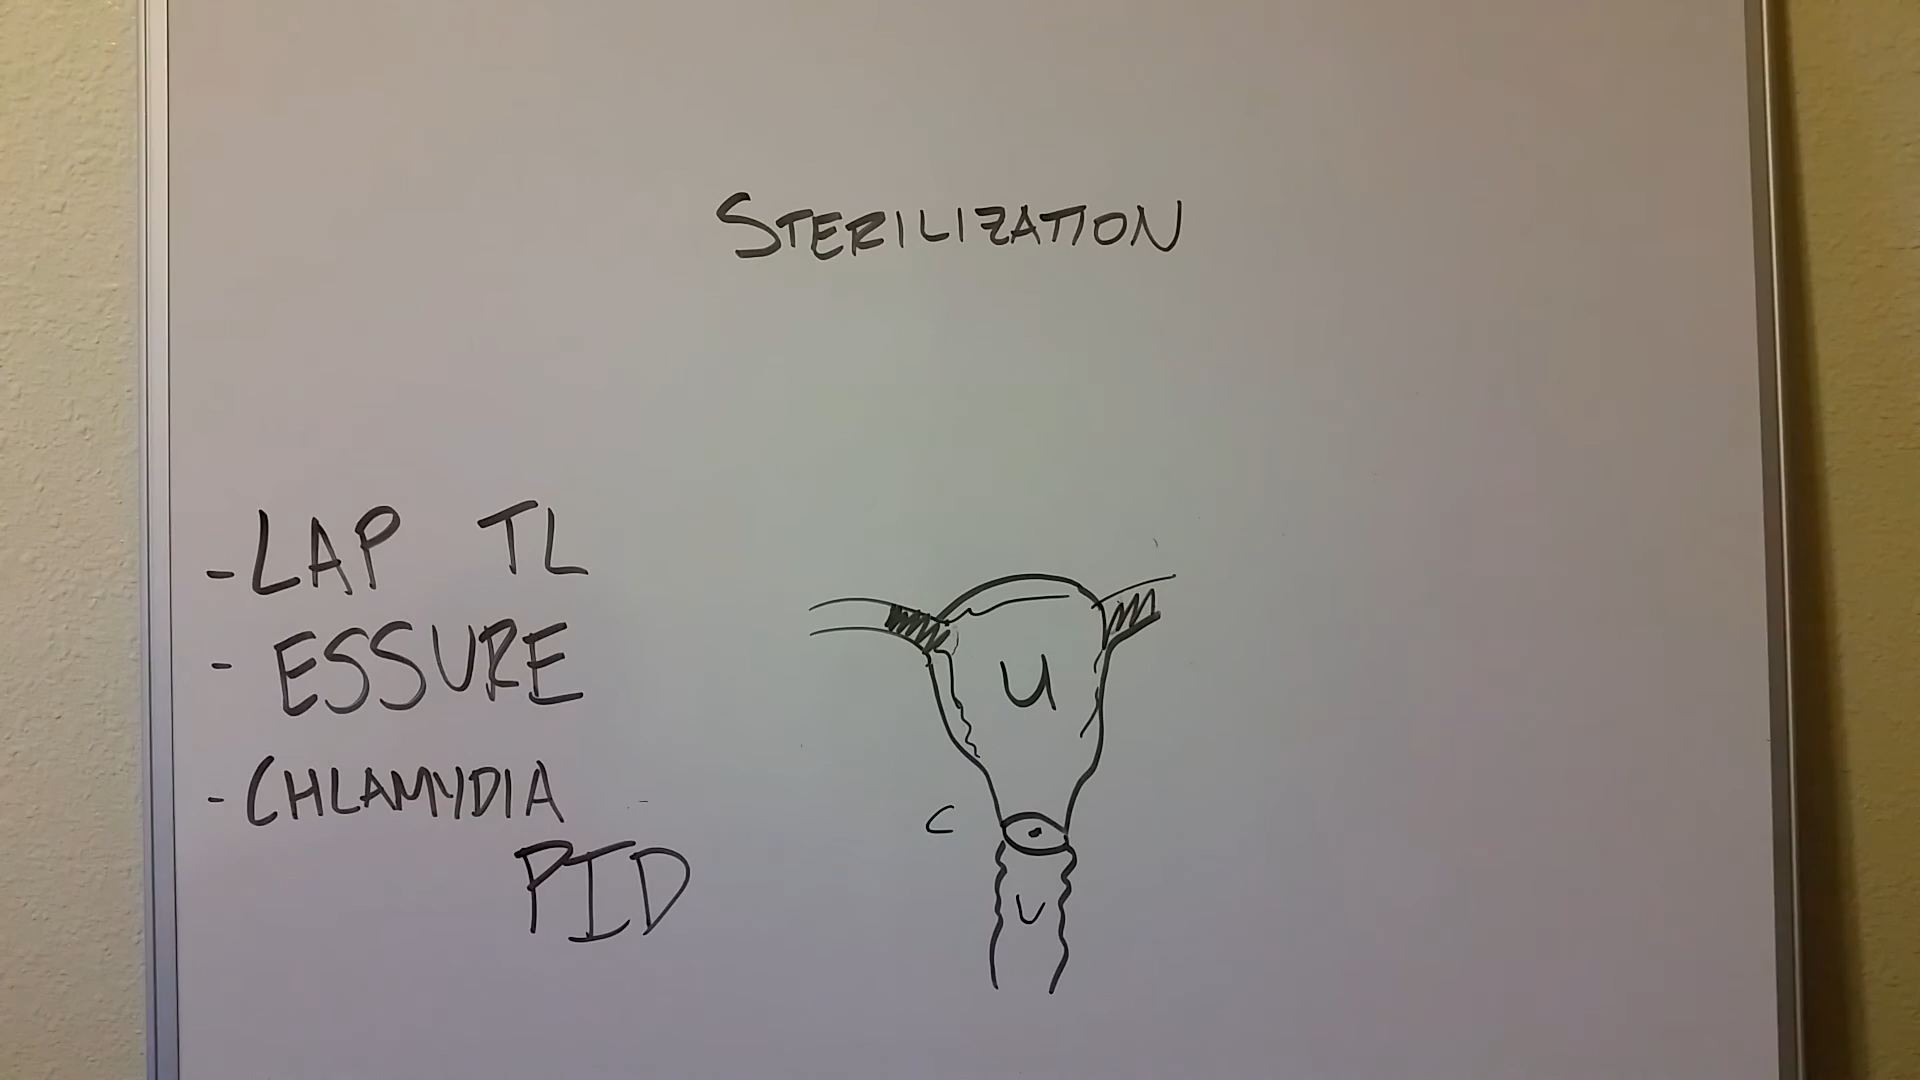 STERILIZATION
- LAP TL
- ESSURE
- CHLAMYDIA
PID
U
C
V